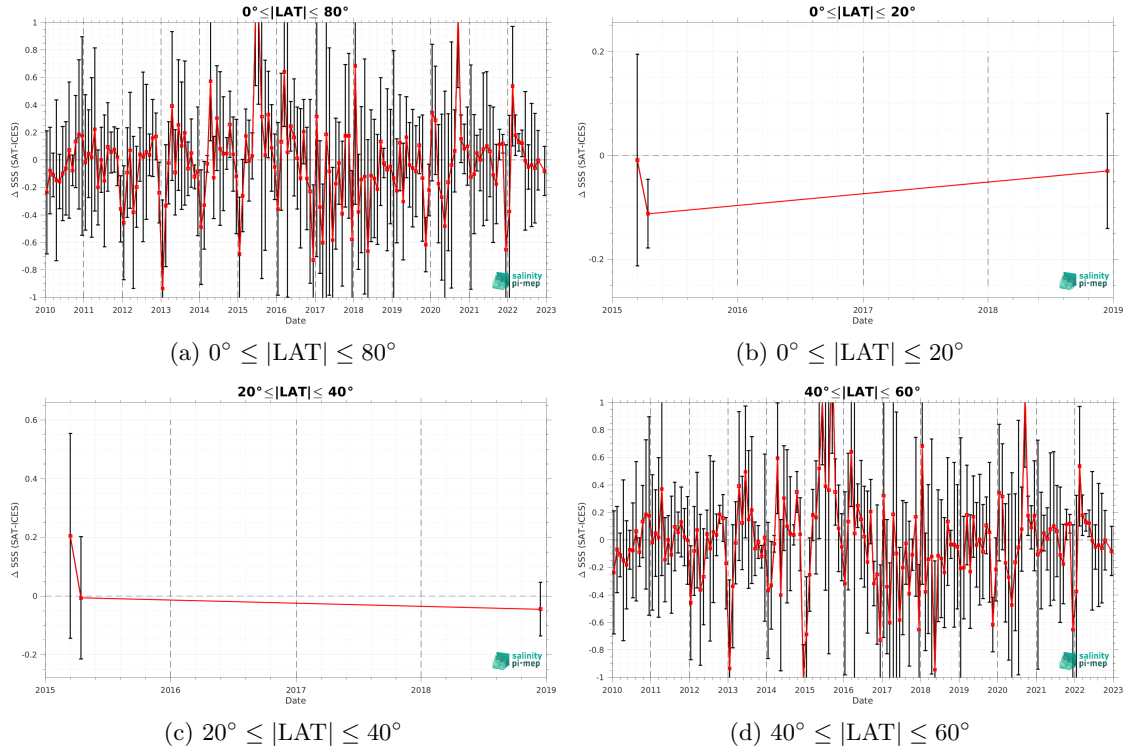 0°≤|LAT|≤ 80°
Δ SSS (SAT-ICES)
1
0.8
0.6
0.4
0.2
0
-0.2
-0.4
-0.6
-0.8
-1
2010 2011 2012 2013 2014 2015 2016 2017 2018 2019 2020 2021 2022 2023
Date
salinity
pi-mep
(a) 0° ≤ |LAT| ≤ 80°
0°≤|LAT|≤ 20°
Δ SSS (SAT-ICES)
0.2
0
-0.2
2015 2016 2017 2018 2019
Date
salinity
pi-mep
(b) 0° ≤ |LAT| ≤ 20°
20°≤|LAT|≤ 40°
Δ SSS (SAT-ICES)
0.6
0.4
0.2
0
-0.2
2015 2016 2017 2018 2019
Date
salinity
pi-mep
(c) 20° ≤ |LAT| ≤ 40°
40°≤|LAT|≤ 60°
Δ SSS (SAT-ICES)
1
0.8
0.6
0.4
0.2
0
-0.2
-0.4
-0.6
-0.8
-1
2010 2011 2012 2013 2014 2015 2016 2017 2018 2019 2020 2021 2022 2023
Date
salinity
pi-mep
(d) 40° ≤ |LAT| ≤ 60°